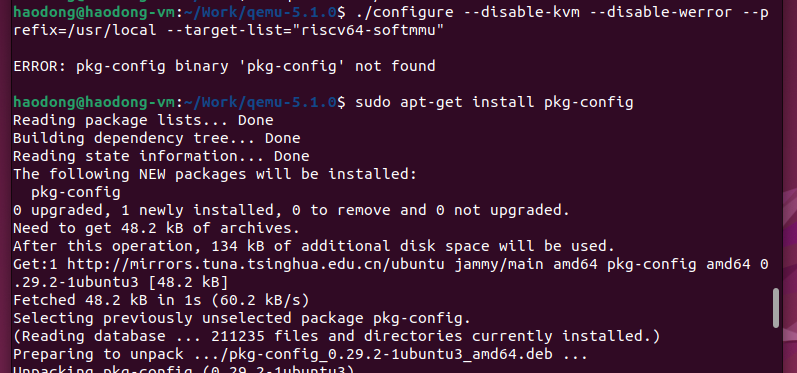 haodong@haodong-vm:~/Work/qemu-5.1.0$ ./configure --disable-kvm --disable-werror --p
refix=/usr/local --target-list="riscv64-softmmu"
ERROR: pkg-config binary 'pkg-config' not found
haodong@haodong-vm:~/Work/qemu-5.1.0$ sudo apt-get install pkg-config
Reading package lists... Done
Building dependency tree... Done
Reading state information... Done
The following NEW packages will be installed:
  pkg-config
0 upgraded, 1 newly installed, 0 to remove and 0 not upgraded.
Need to get 48.2 kB of archives.
After this operation, 134 kB of additional disk space will be used.
Get:1 http://mirrors.tuna.tsinghua.edu.cn/ubuntu jammy/main amd64 pkg-config amd64 0
.29.2-1ubuntu3 [48.2 kB]
Fetched 48.2 kB in 1s (60.2 kB/s)
Selecting previously unselected package pkg-config.
(Reading database ... 211235 files and directories currently installed.)
Preparing to unpack .../pkg-config_0.29.2-1ubuntu3_amd64.deb ...
Unpacking pkg-config (0.29.2-1ubuntu3)